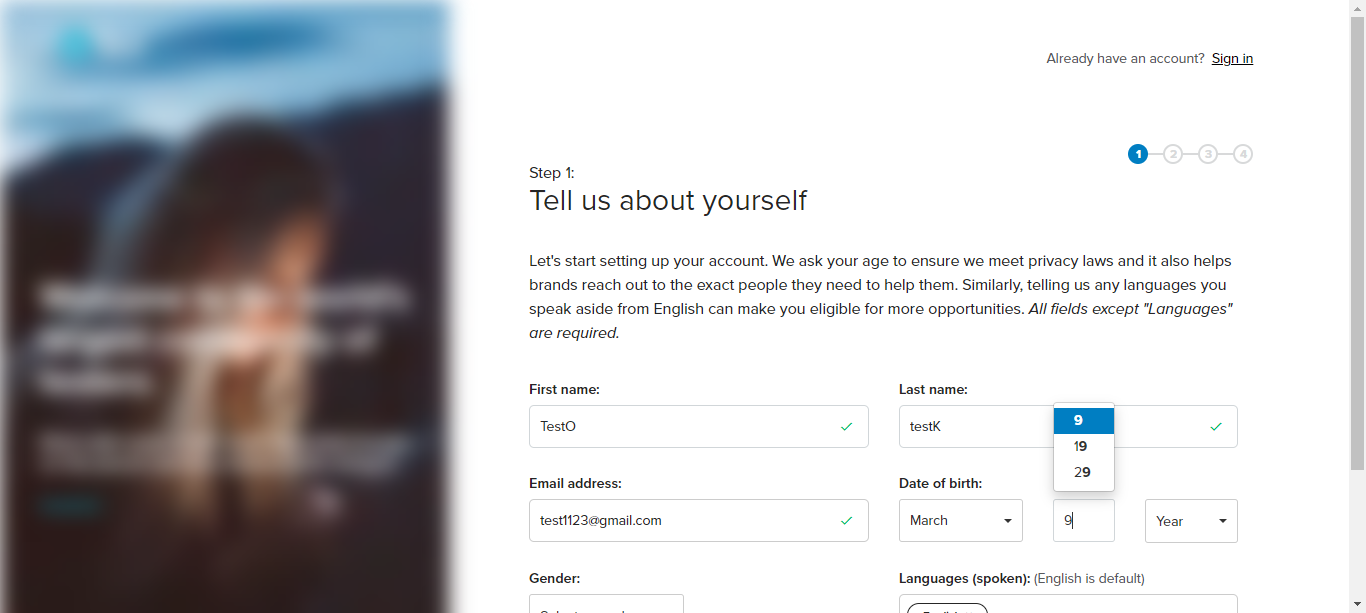 Already have an account? Sign in
1 2 3 4
Step 1:
Tell us about yourself
Let's start setting up your account. We ask your age to ensure we meet privacy laws and it also helps
brands reach out to the exact people they need to help them. Similarly, telling us any languages you
speak aside from English can make you eligible for more opportunities. All fields except "Languages"
are required.
First name:
Last name:
TestO
testK
9
19
29
Email address:
Date of birth:
test1123@gmail.com
March
9
Year
Gender:
Languages (spoken): (English is default)